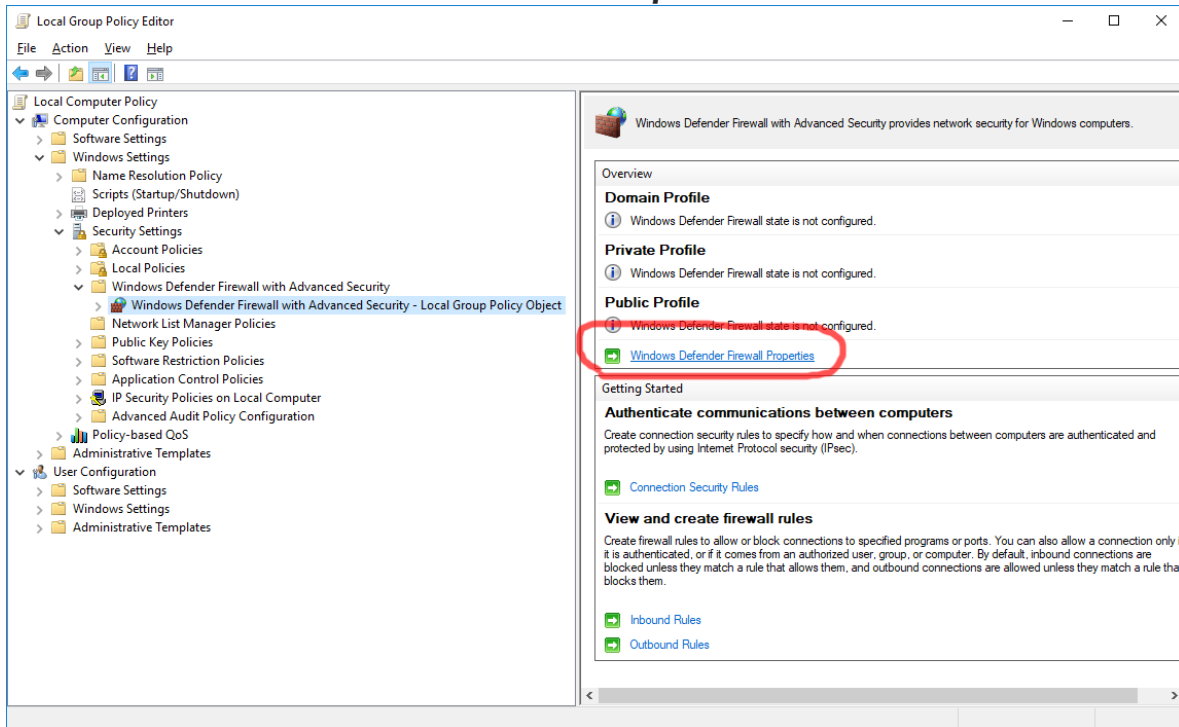 Local Group Policy Editor
File Action View Help
Local Computer Policy
Computer Configuration
Software Settings
Windows Settings
Name Resolution Policy
Scripts (Startup/Shutdown)
Deployed Printers
Security Settings
Account Policies
Local Policies
Windows Defender Firewall with Advanced Security
Windows Defender Firewall with Advanced Security - Local Group Policy Object
Network List Manager Policies
Public Key Policies
Software Restriction Policies
Application Control Policies
IP Security Policies on Local Computer
Advanced Audit Policy Configuration
Policy-based QoS
Administrative Templates
User Configuration
Software Settings
Windows Settings
Administrative Templates
Windows Defender Firewall with Advanced Security provides network security for Windows computers.
Overview
Domain Profile
Windows Defender Firewall state is not configured.
Private Profile
Windows Defender Firewall state is not configured.
Public Profile
Windows Defender Firewall state is not configured.
Windows Defender Firewall Properties
Getting Started
Authenticate communications between computers
Create connection security rules to specify how and when connections between computers are authenticated and
protected by using Internet Protocol security (IPsec).
Connection Security Rules
View and create firewall rules
Create firewall rules to allow or block connections to specified programs or ports. You can also allow a connection only
it is authenticated, or if it comes from an authorized user, group, or computer. By default, inbound connections are
blocked unless they match a rule that allows them, and outbound connections are allowed unless they match a rule tha
blocks them.
Inbound Rules
Outbound Rules